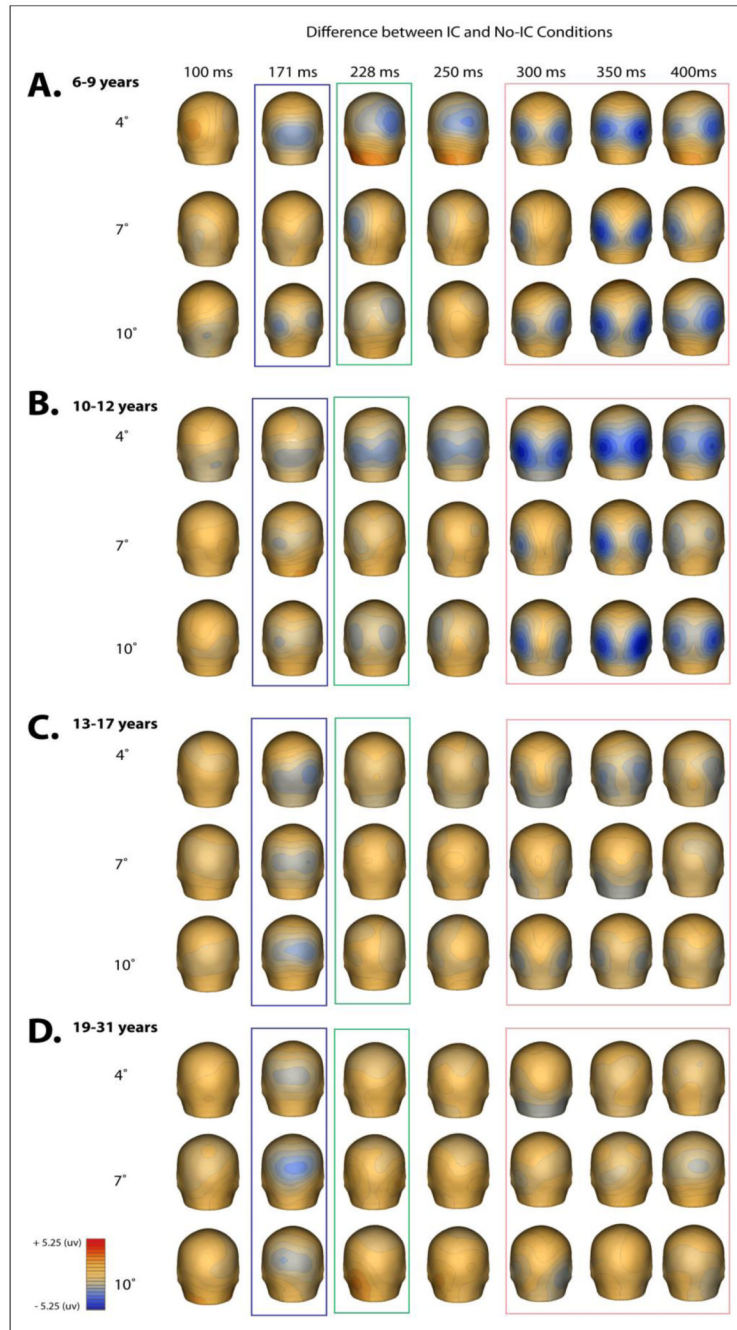 Difference between IC and No-IC Conditions
100 ms 171 ms 228 ms 250 ms 300 ms 350 ms 400ms
A. 6-9 years
4°
7°
10°
B. 10-12 years
4°
7°
10°
C. 13-17 years
4°
7°
10°
D. 19-31 years
4°
7°
10°
+ 5.25 (uv)
- 5.25 (uv)